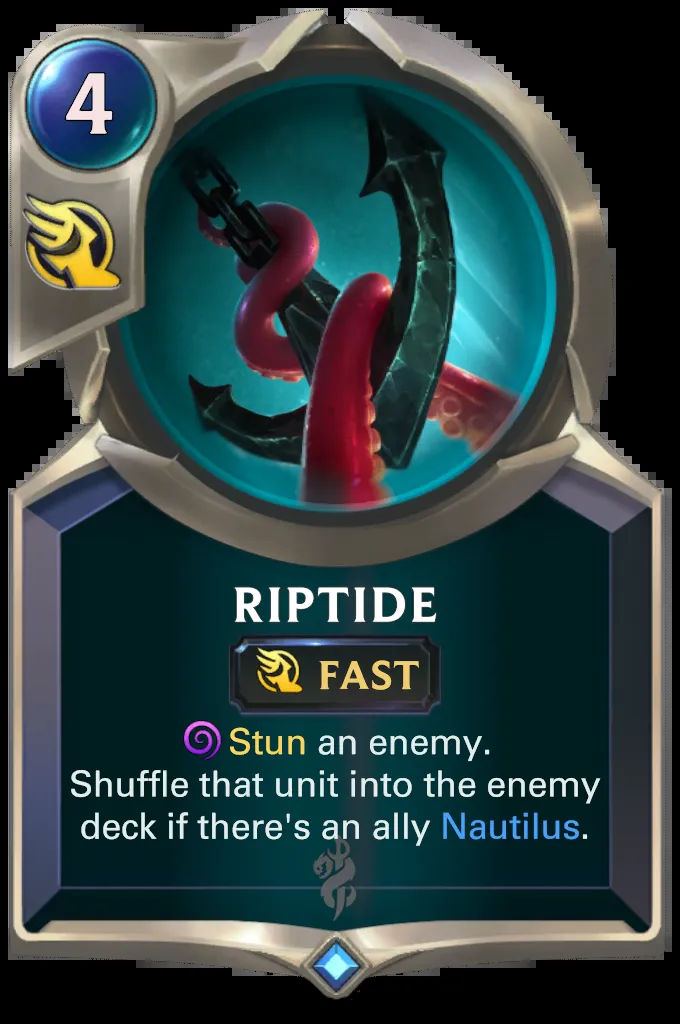 4
RIPTIDE
FAST
Stun an enemy.
Shuffle that unit into the enemy
deck if there's an ally Nautilus.